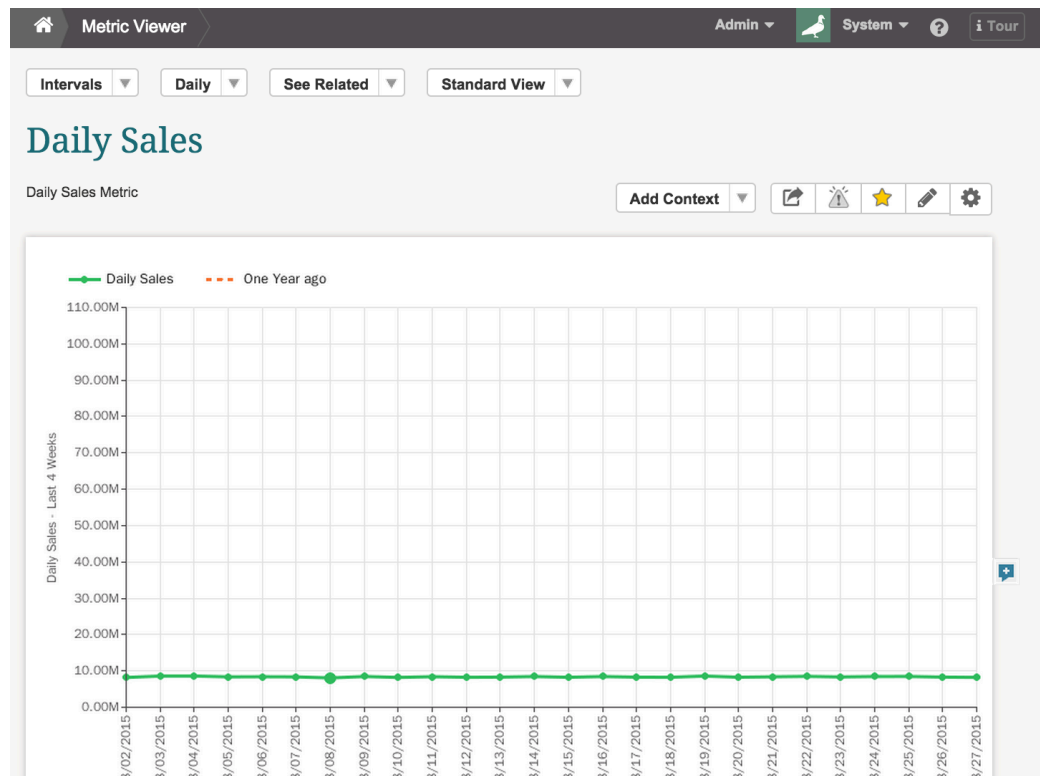 Metric Viewer
Admin
System
?
i Tour
Intervals
Daily
See Related
Standard View
Daily Sales
Daily Sales Metric
Add Context
Daily Sales
One Year ago
110.00M
100.00M
90.00M
80.00M
70.00M
60.00M
50.00M
40.00M
30.00M
20.00M
10.00M
0.00M
Daily Sales - Last 4 Weeks
/02/2015
/03/2015
/04/2015
/05/2015
/06/2015
/07/2015
/08/2015
/09/2015
/10/2015
/11/2015
/12/2015
/13/2015
/14/2015
/15/2015
/16/2015
/17/2015
/18/2015
/19/2015
/20/2015
/21/2015
/22/2015
/23/2015
/24/2015
/25/2015
/26/2015
/27/2015